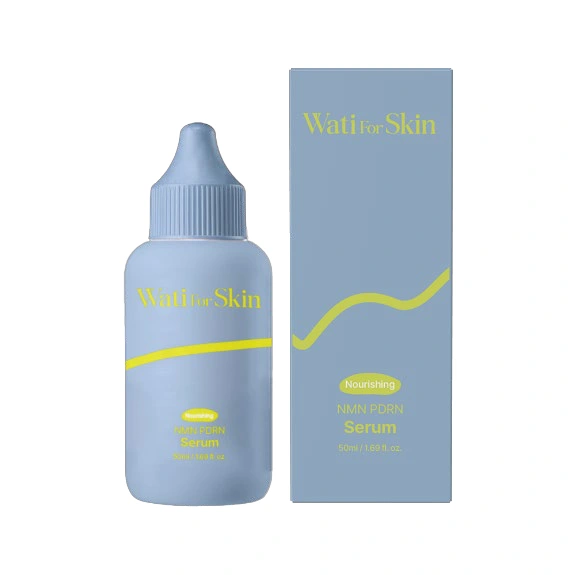 Wati For Skin
Nourishing
NMN PDRN
Serum
50ml / 1.69 fl. oz.
Wati For Skin
Nourishing
NMN PDRN
Serum
50ml / 1.69 fl. oz.